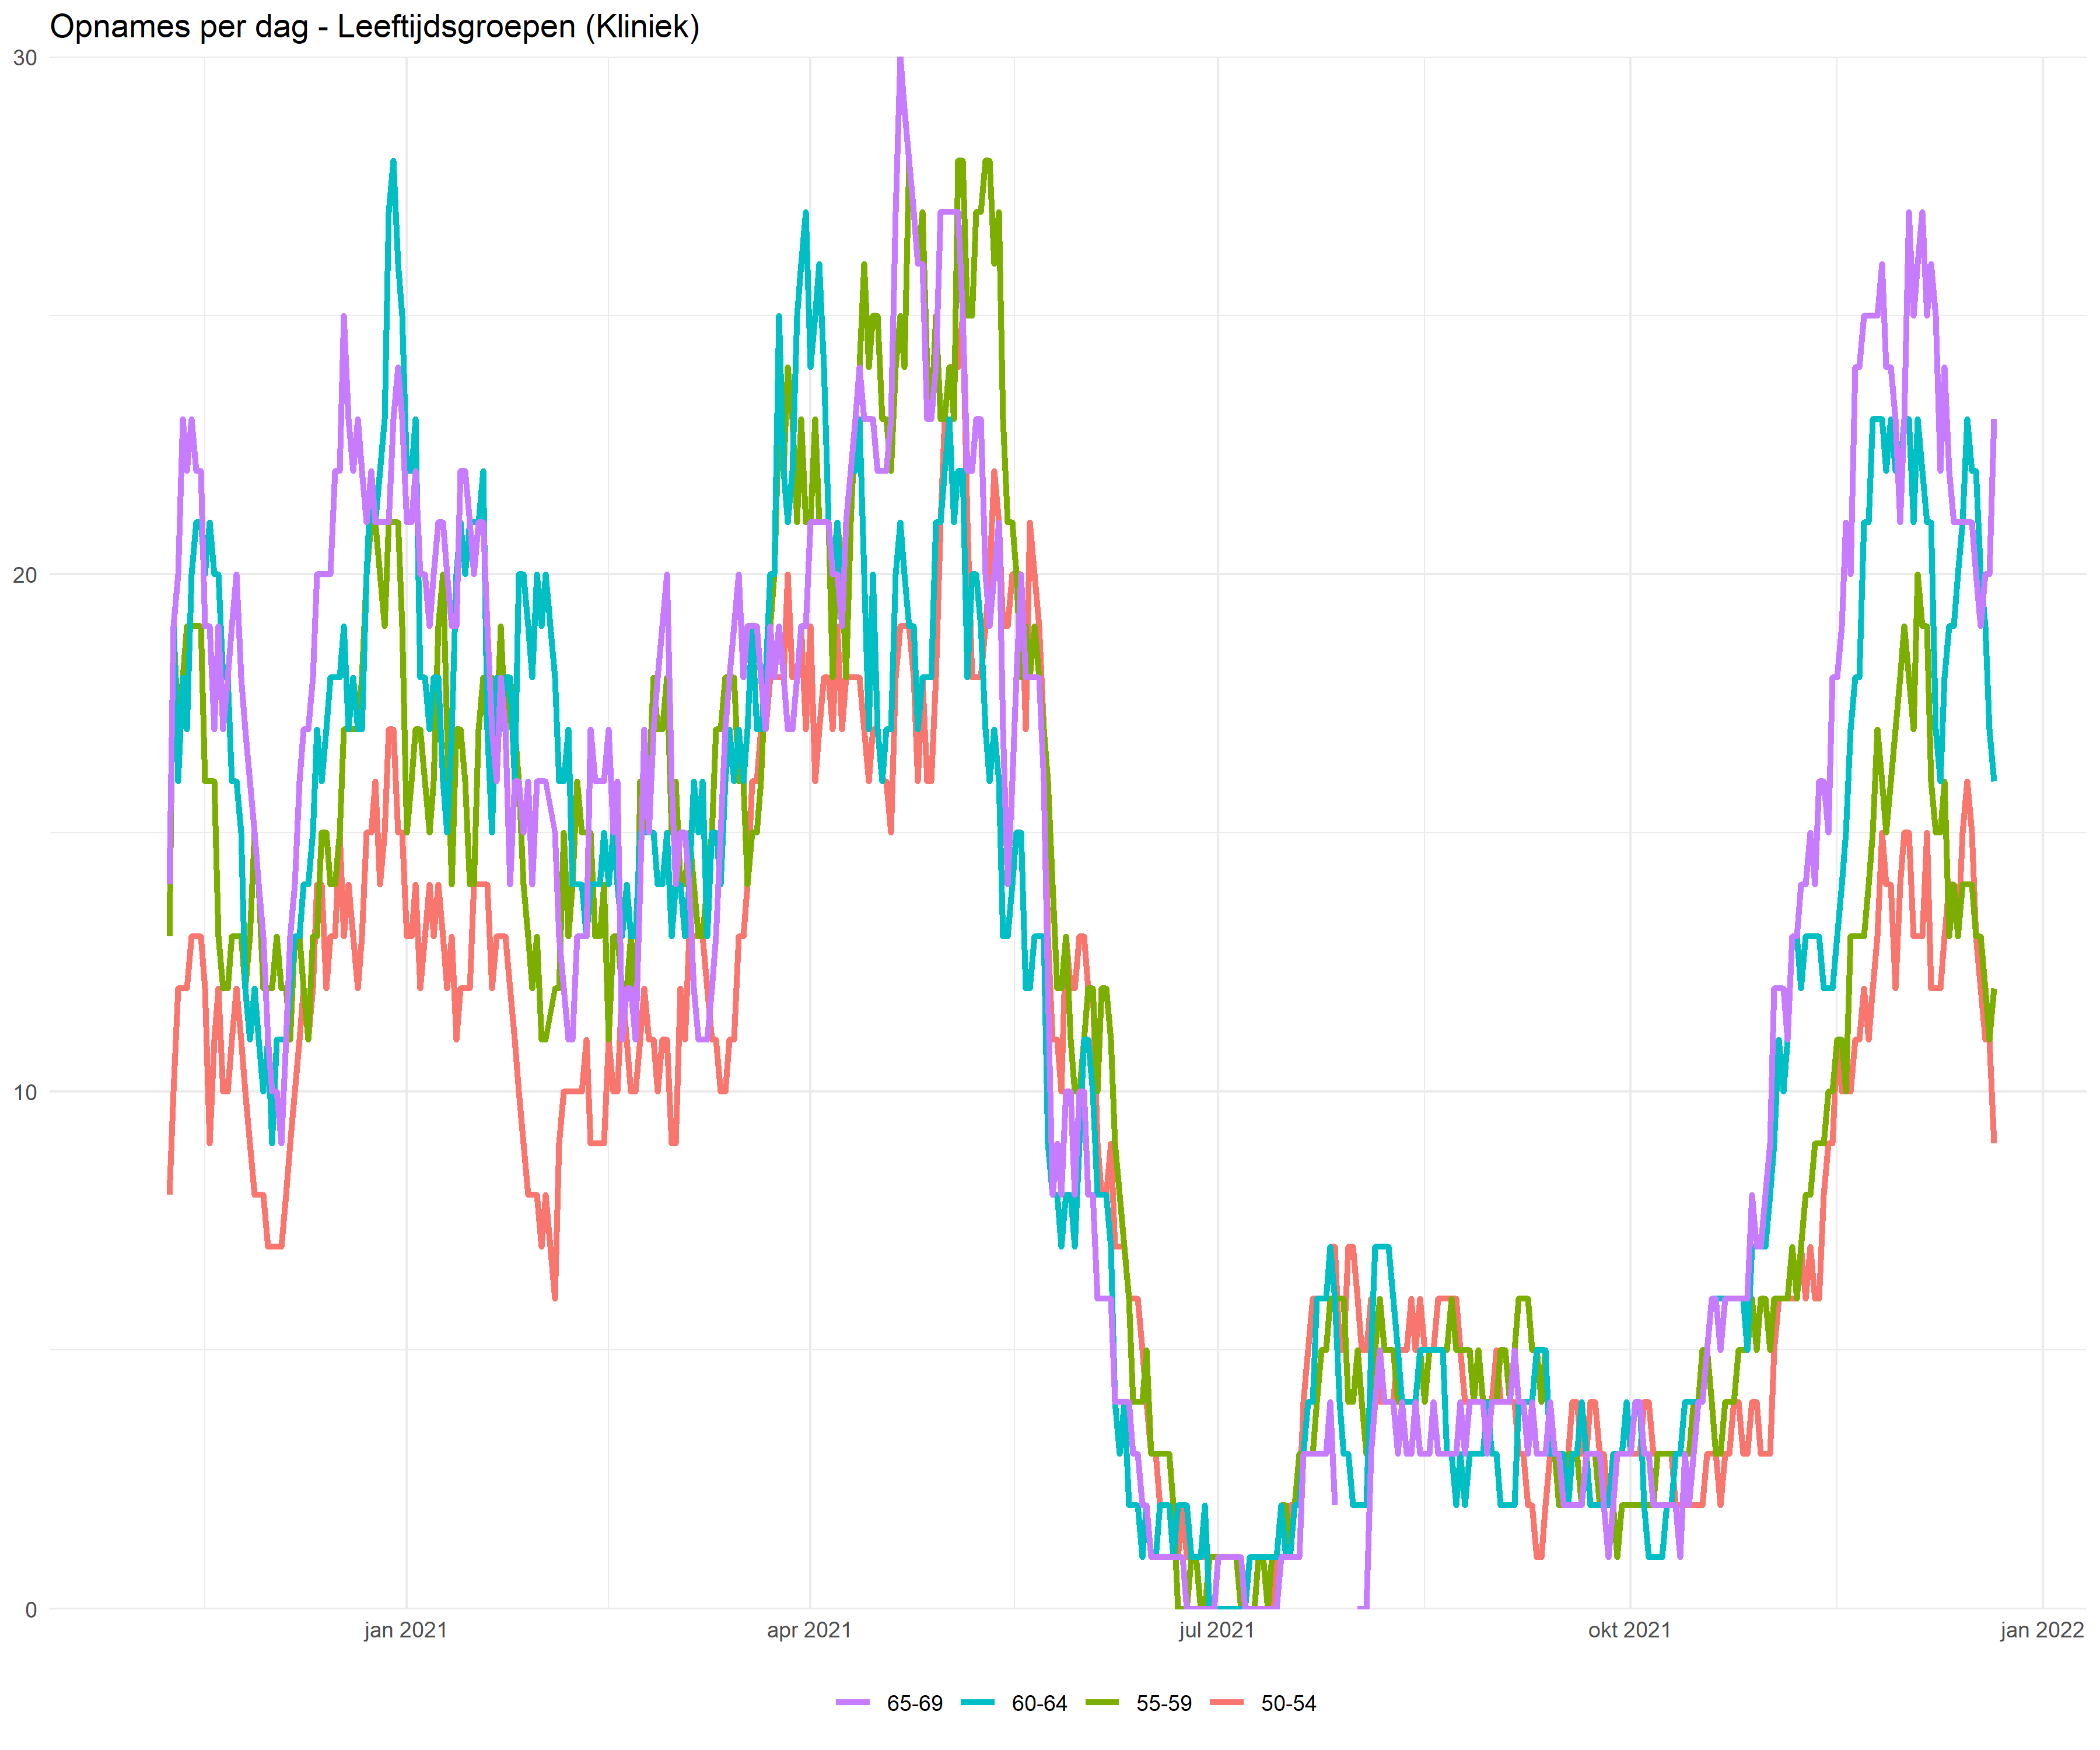 Opnames per dag - Leeftijdsgroepen (Kliniek)
30
20
10
0
jan 2021 apr 2021 jul 2021 okt 2021 jan 2022
65-69 60-64 55-59 50-54